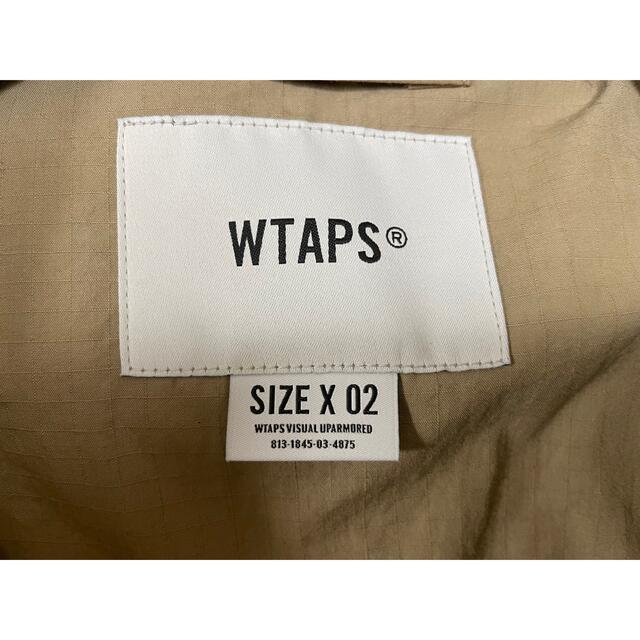 WTAPS®
SIZE X 02
WTAPS VISUAL UPARMORED
813-1845-03-4875